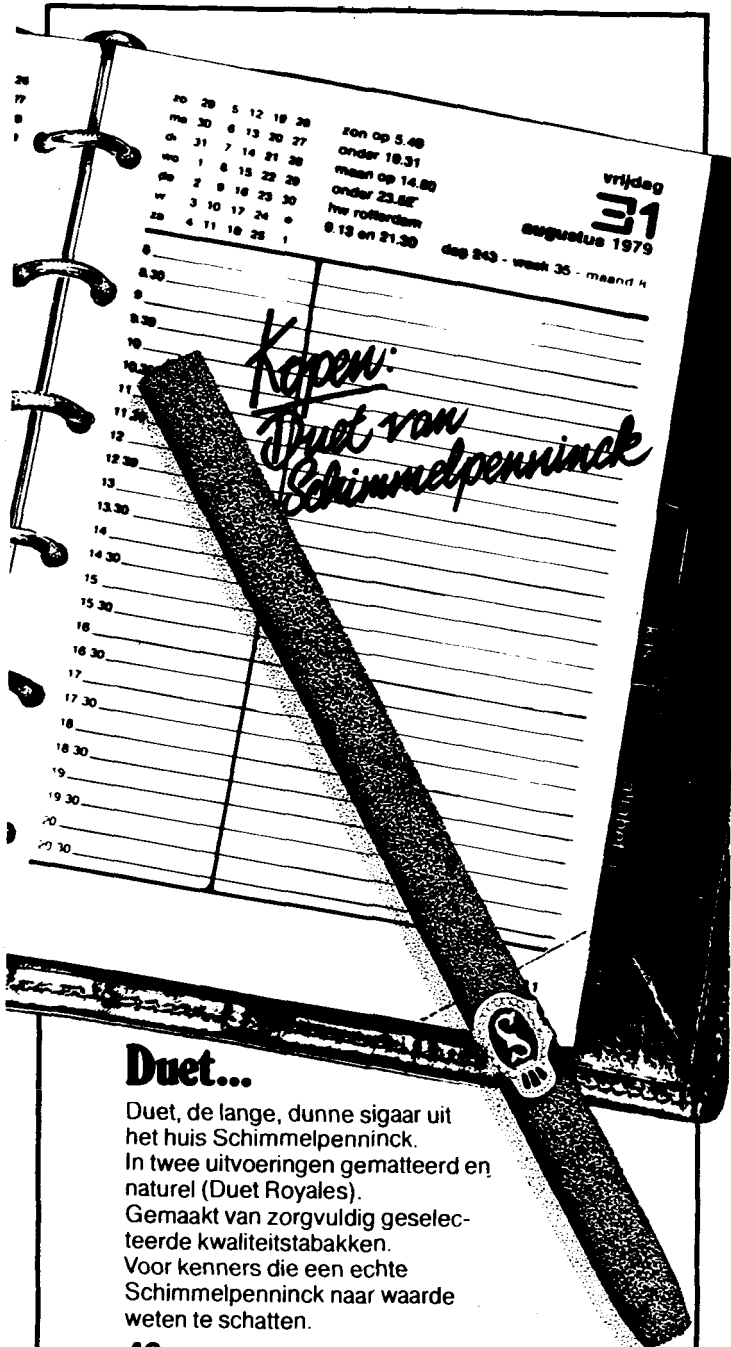 zo 29 5 12 19 26
ma 30 6 13 20 27
di 31 7 14 21 28
wo 1 8 15 22 29
do 2 9 16 23 30
vr 3 10 17 24 *
za 4 11 18 25 1
zon op 5.49
onder 19.31
maan op
onder
hw rotterdam
9.13 en 21.30
vrijdag
31
augustus 1979
dag 243 - week 35 - maand 8
8
8.30
9
9.30
10
10.30
11
11.30
12
12.30
13
13.30
14
14.30
15
15 30
16
16 30
17
17 30
18
18 30
19
19 30
20
20 30
Kopen:
Duet van
Schimmelpenninck
S
Duet...
Duet, de lange, dunne sigaar uit
het huis Schimmelpenninck.
In twee uitvoeringen gematteerd en
naturel (Duet Royales).
Gemaakt van zorgvuldig geselec-
teerde kwaliteitstabakken.
Voor kenners die een echte
Schimmelpenninck naar waarde
weten te schatten.